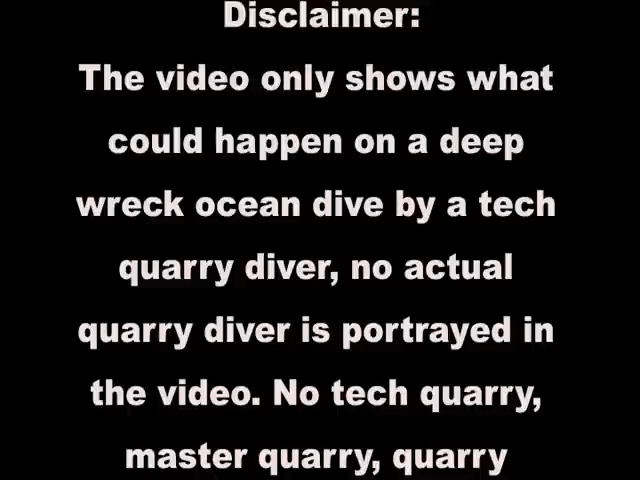 Disclaimer:
The video only shows what
could happen on a deep
wreck ocean dive by a tech
quarry diver, no actual
quarry diver is portrayed in
the video. No tech quarry,
master quarry, quarry